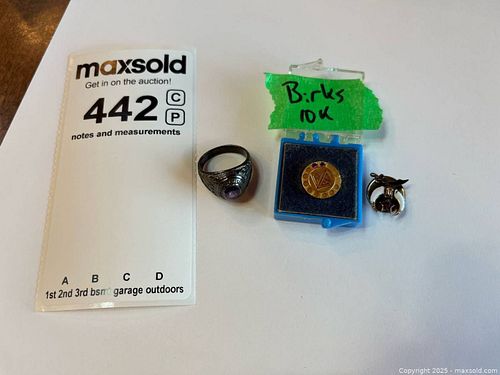 maxsold
Get in on the auction!
442 C
P
notes and measurements
A B C D
1st 2nd 3rd bsmt garage outdoors
Birks
10K
Copyright 2025 - maxsold.com